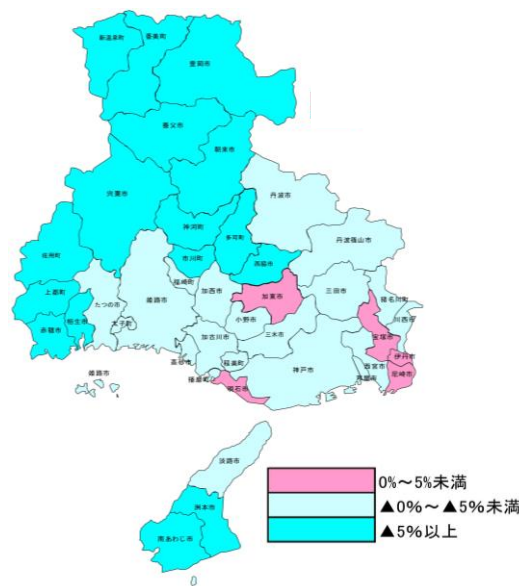 新温泉町
香美町
豊岡市
養父市
朝来市
宍粟市
丹波市
神河町
多可町
丹波篠山市
佐用町
市川町
西脇市
上郡町
たつの市
姫路市
福崎町
加西市
加東市
三田市
猪名川町
川西市
赤穂市
相生市
太子町
小野市
三木市
宝塚市
伊丹市
加古川市
高砂市
稲美町
神戸市
西宮市
芦屋市
尼崎市
姫路市
播磨町
明石市
淡路市
洲本市
南あわじ市
0%~5%未満
▲0%~▲5%未満
▲5%以上